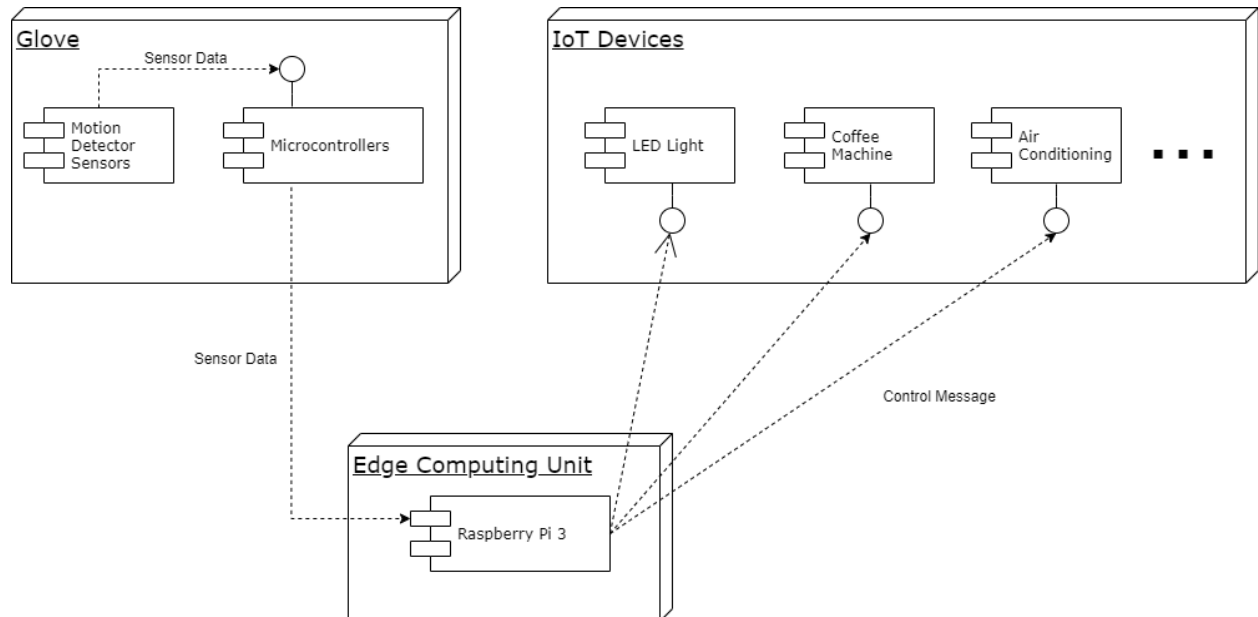 Glove
Sensor Data
Motion
Detector
Sensors
Microcontrollers
IoT Devices
LED Light
Coffee
Machine
Air
Conditioning
Sensor Data
Control Message
Edge Computing Unit
Raspberry Pi 3